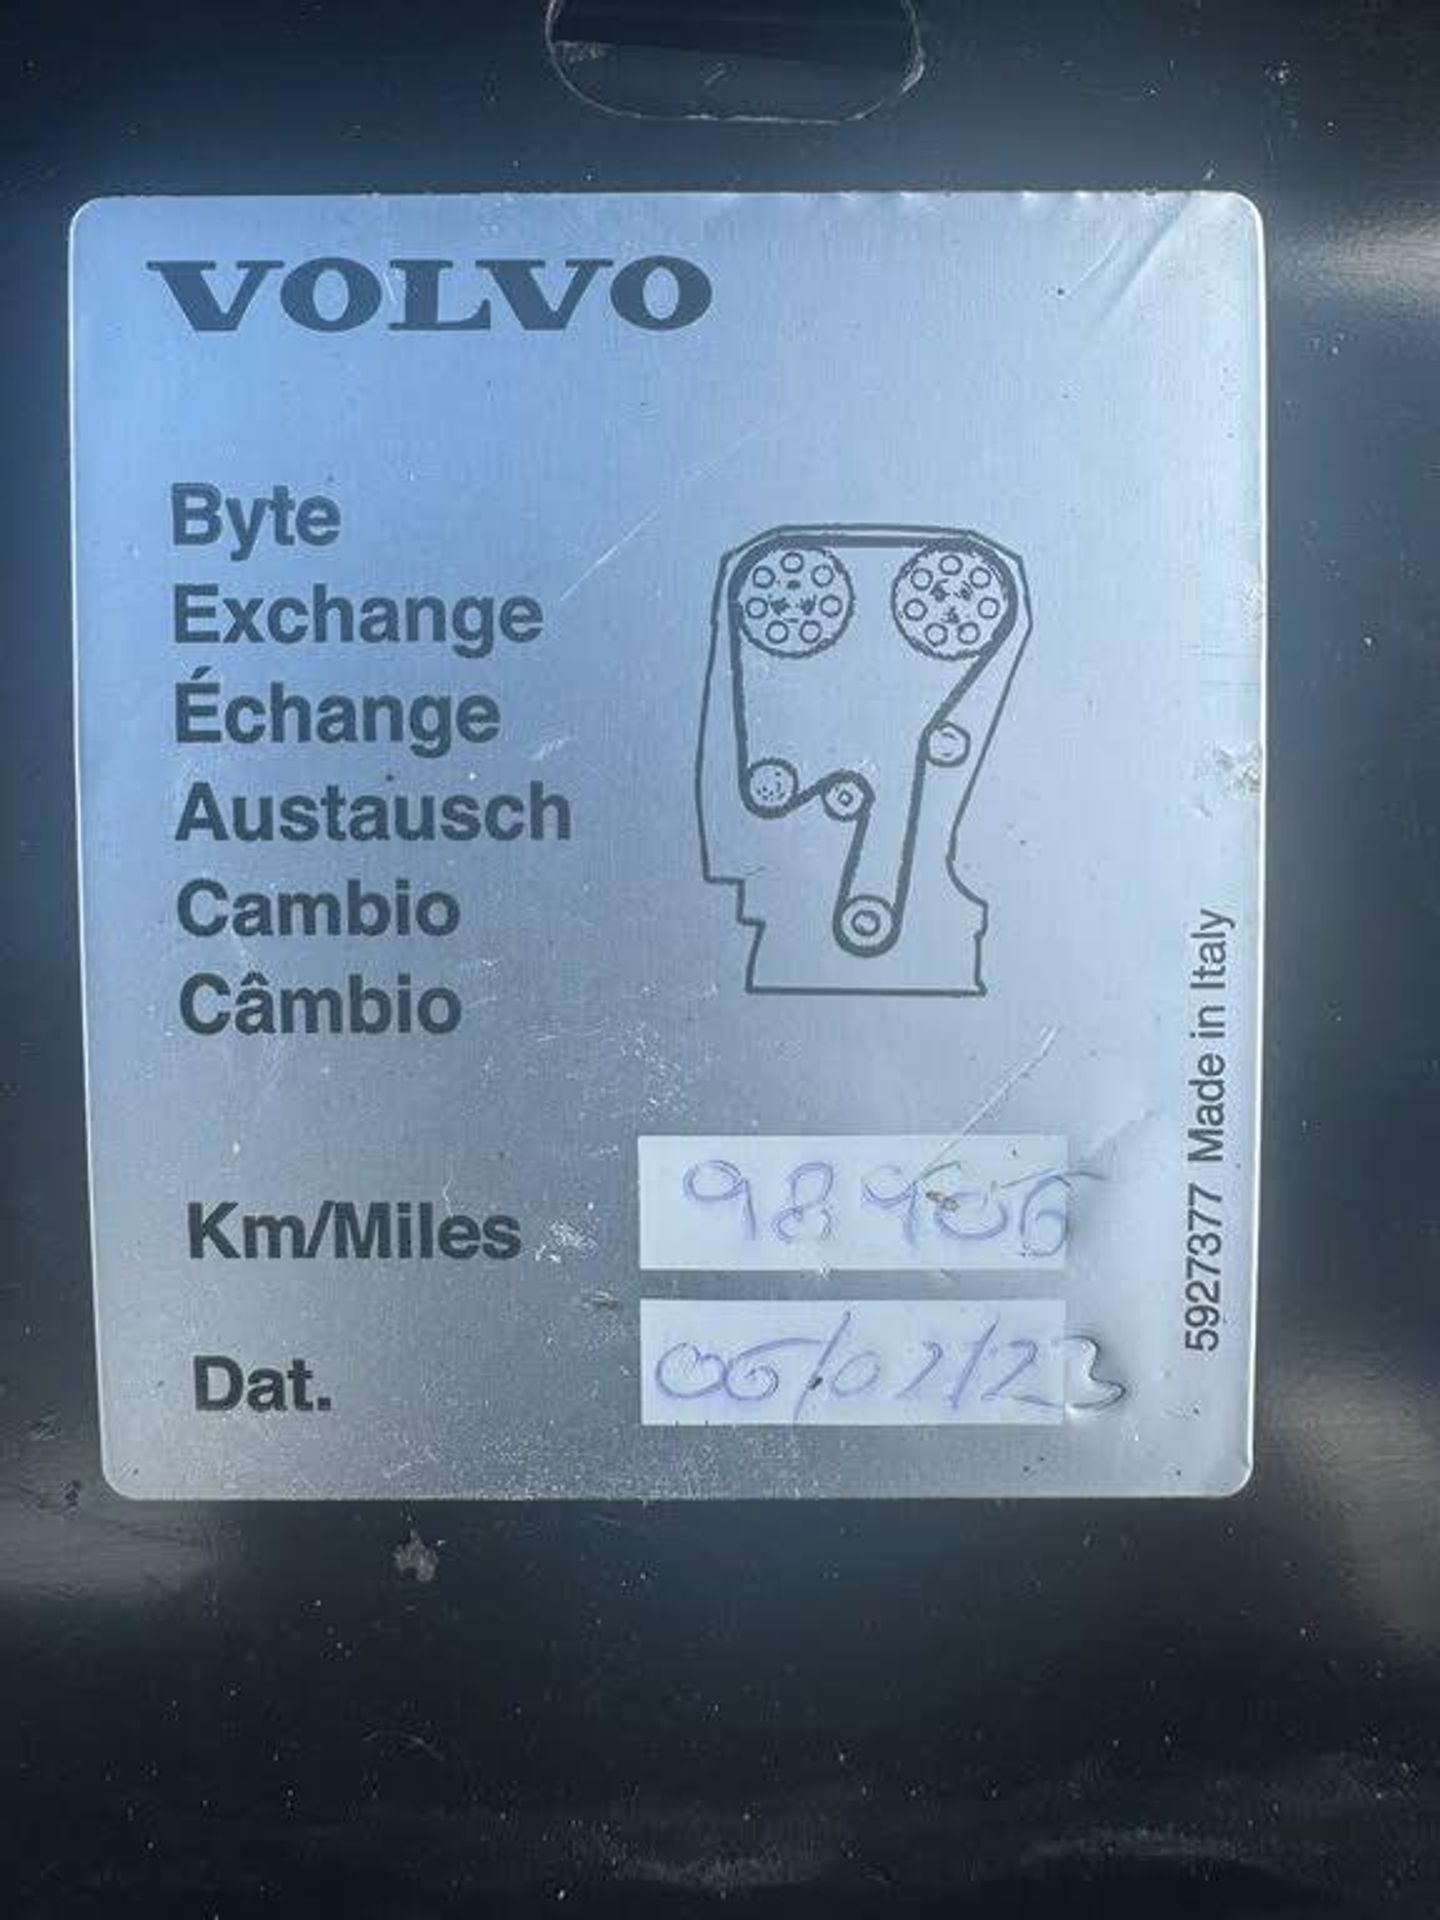 VOLVO
Byte
Exchange
Échange
Austausch
Cambio
Câmbio
Km/Miles 98906
Dat. 06/02/23
5927377 Made in Italy